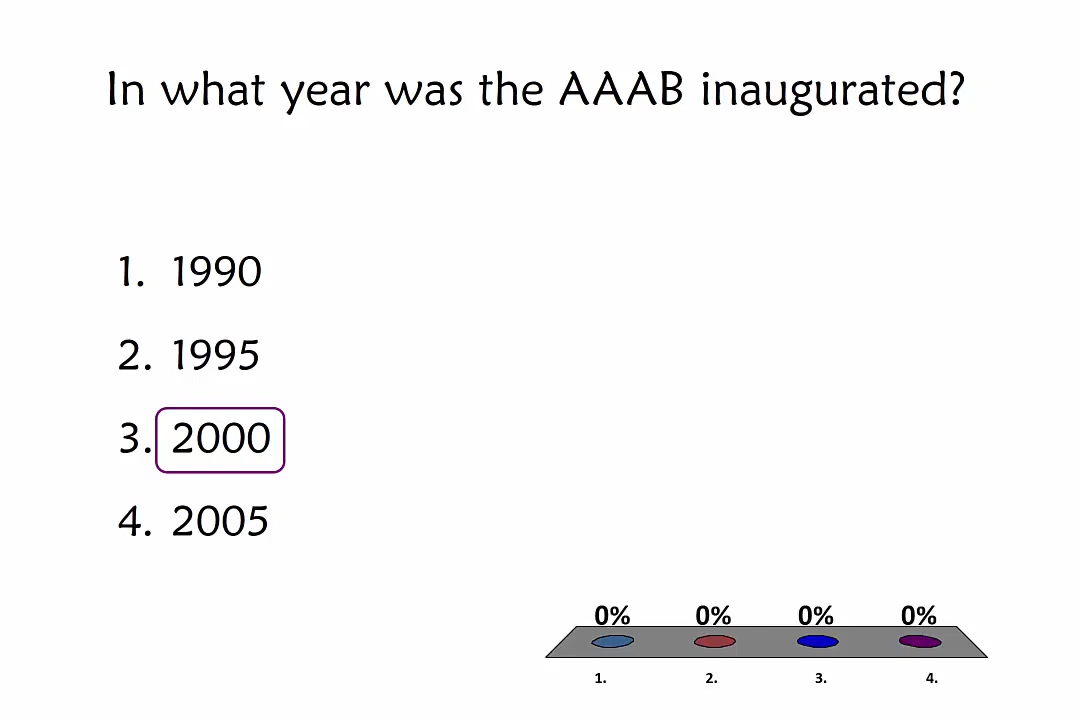 In what year was the AAAB inaugurated?
1. 1990
2. 1995
3. 2000
4. 2005
0% 0% 0% 0%
1. 2. 3. 4.